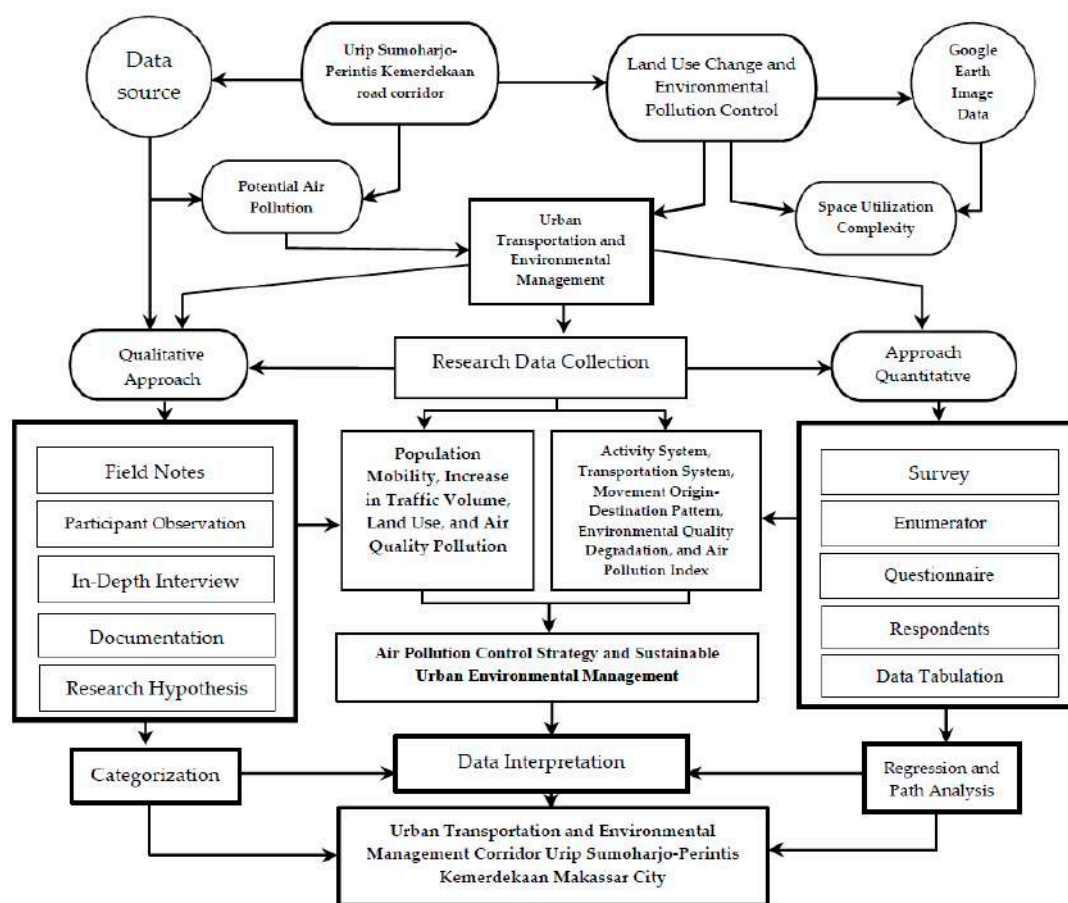 Data
source
Urip Sumoharjo-
Perintis Kemerdekaan
road corridor
Land Use Change and
Environmental
Pollution Control
Google
Earth
Image
Data
Potential Air
Pollution
Urban
Transportation and
Environmental
Management
Space Utilization
Complexity
Qualitative
Approach
Research Data Collection
Approach
Quantitative
Field Notes
Participant Observation
In-Depth Interview
Documentation
Research Hypothesis
Population
Mobility, Increase
in Traffic Volume,
Land Use, and Air
Quality Pollution
Activity System,
Transportation System,
Movement Origin-
Destination Pattern,
Environmental Quality
Degradation, and Air
Pollution Index
Survey
Enumerator
Questionnaire
Respondents
Data Tabulation
Air Pollution Control Strategy and Sustainable
Urban Environmental Management
Categorization
Data Interpretation
Regression and
Path Analysis
Urban Transportation and Environmental
Management Corridor Urip Sumoharjo-Perintis
Kemerdekaan Makassar City